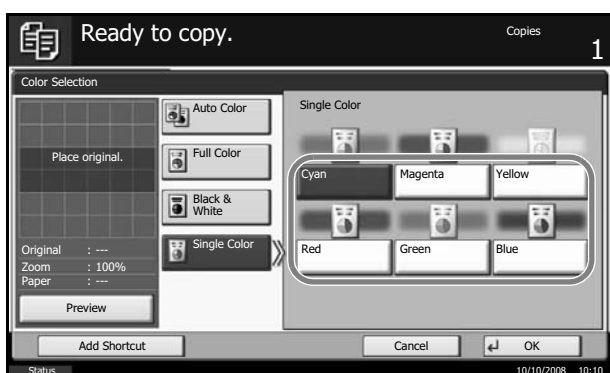 Ready to copy.
Copies
1
Color Selection
Place original.
Original : ---
Zoom : 100%
Paper : ---
Preview
Auto Color
Full Color
Black &
White
Single Color
Single Color
Cyan
Magenta
Yellow
Red
Green
Blue
Add Shortcut
Cancel
OK
Status
10/10/2008 10:10